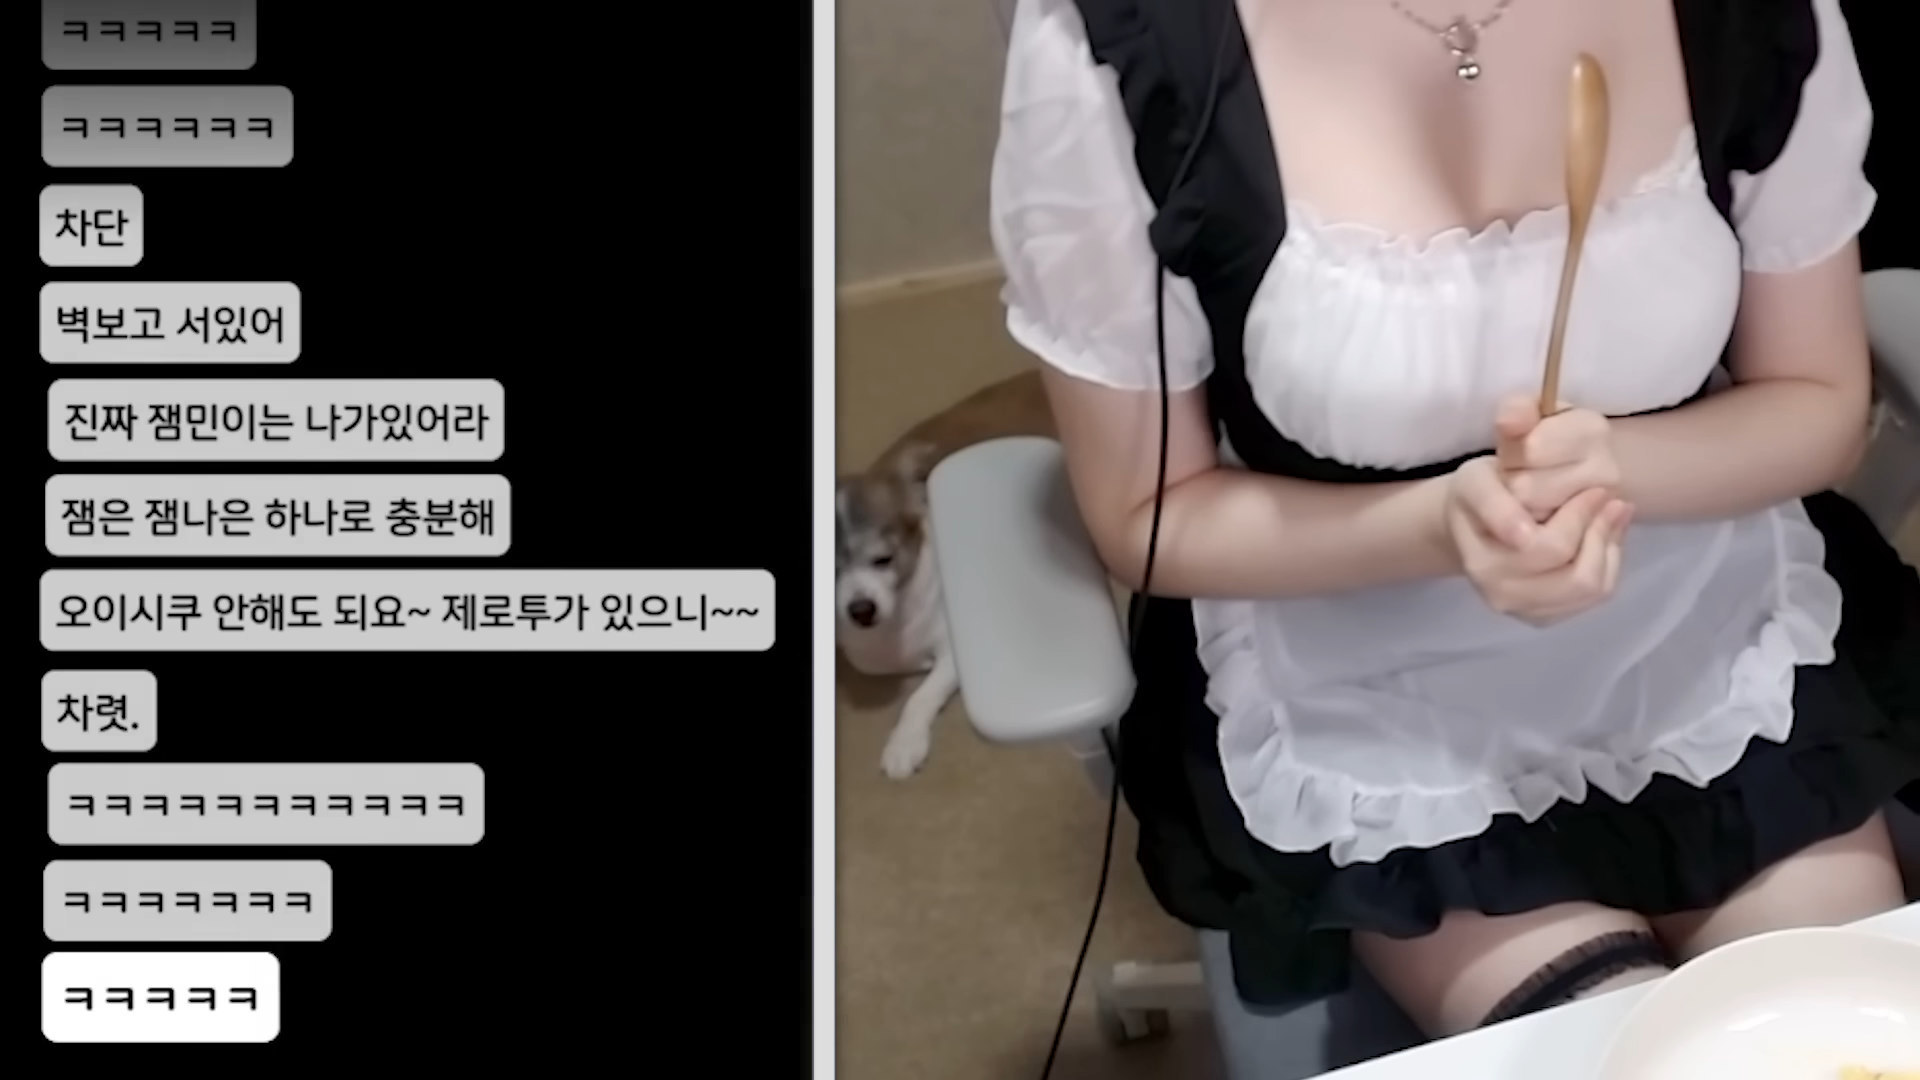 ㅋㅋㅋㅋㅋ
ㅋㅋㅋㅋㅋㅋ
차단
벽보고 서있어
진짜 잼민이는 나가있어라
잼은 잼나은 하나로 충분해
오이시쿠 안해도 되요~ 제로투가 있으니~~
차렷.
ㅋㅋㅋㅋㅋㅋㅋㅋㅋㅋㅋ
ㅋㅋㅋㅋㅋㅋㅋ
ㅋㅋㅋㅋㅋ